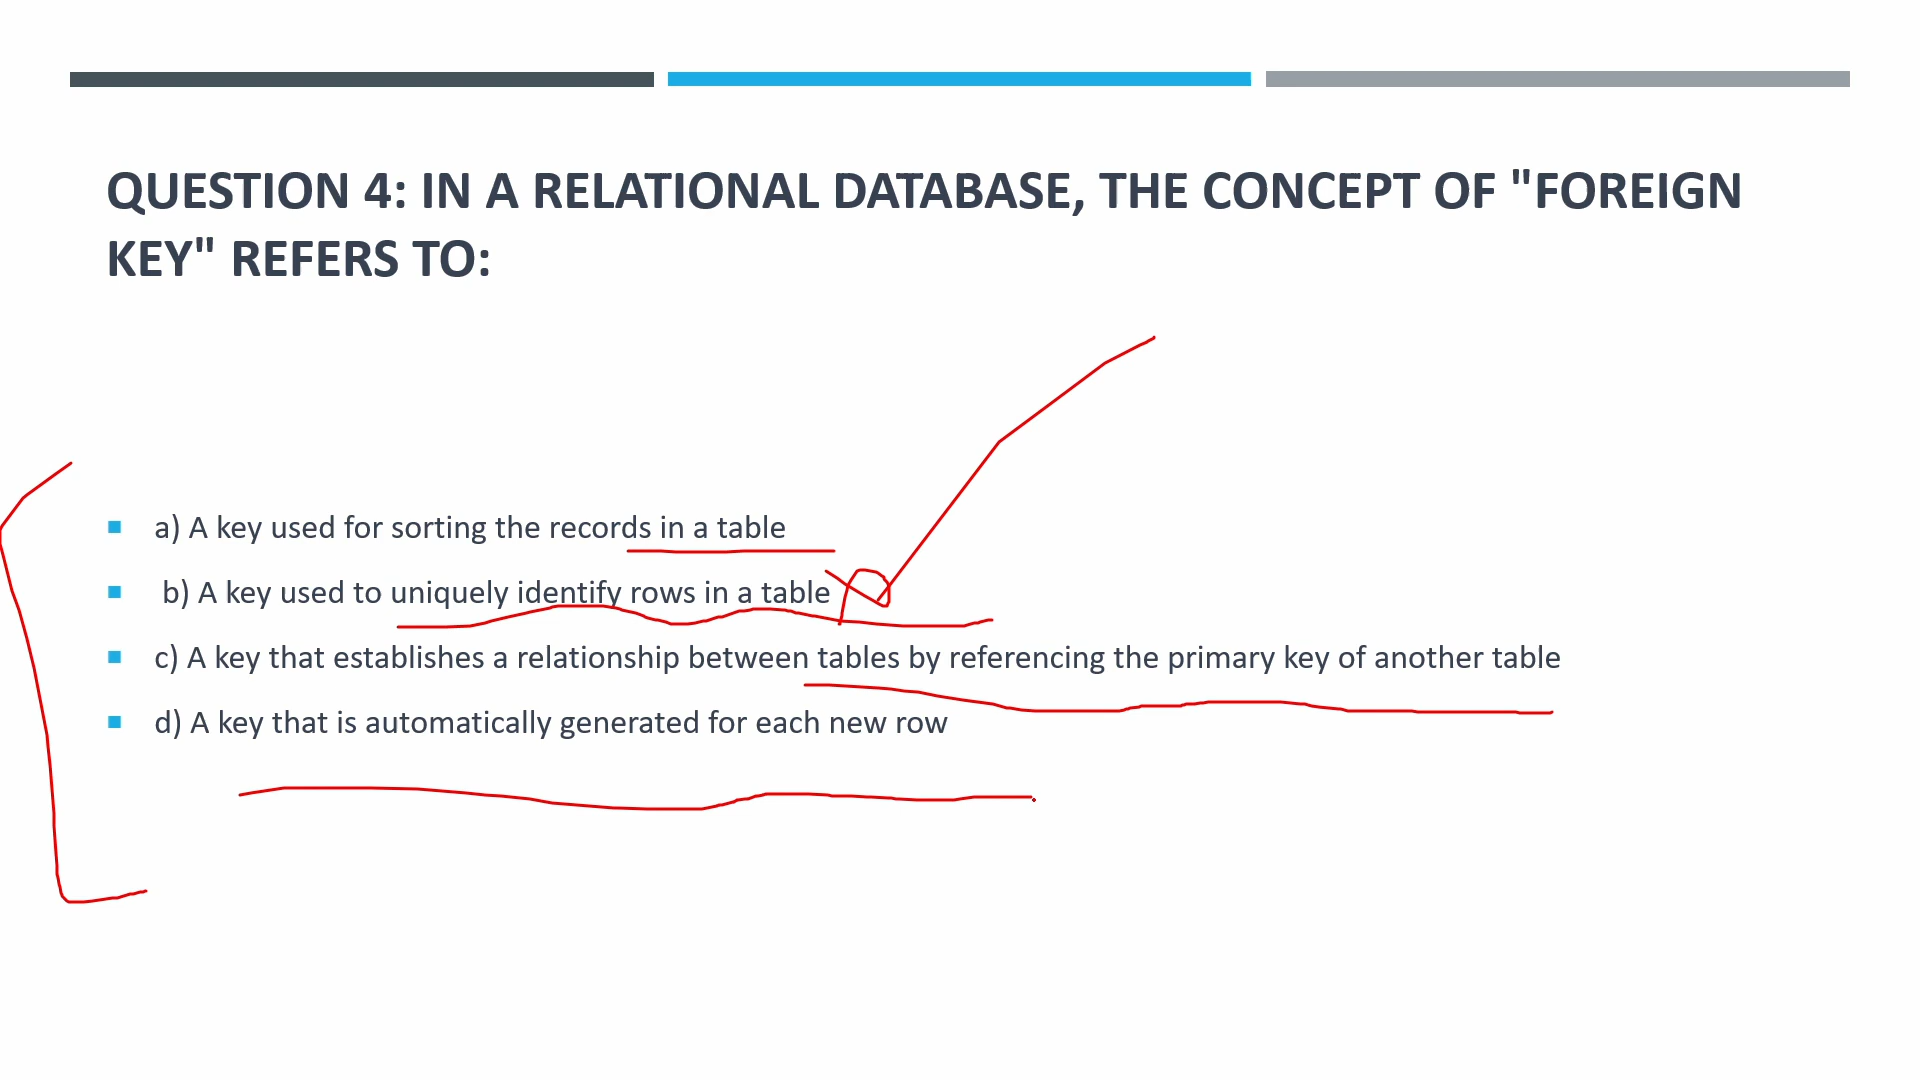 QUESTION 4: IN A RELATIONAL DATABASE, THE CONCEPT OF "FOREIGN
KEY" REFERS TO:
a) A key used for sorting the records in a table
b) A key used to uniquely identify rows in a table
c) A key that establishes a relationship between tables by referencing the primary key of another table
d) A key that is automatically generated for each new row